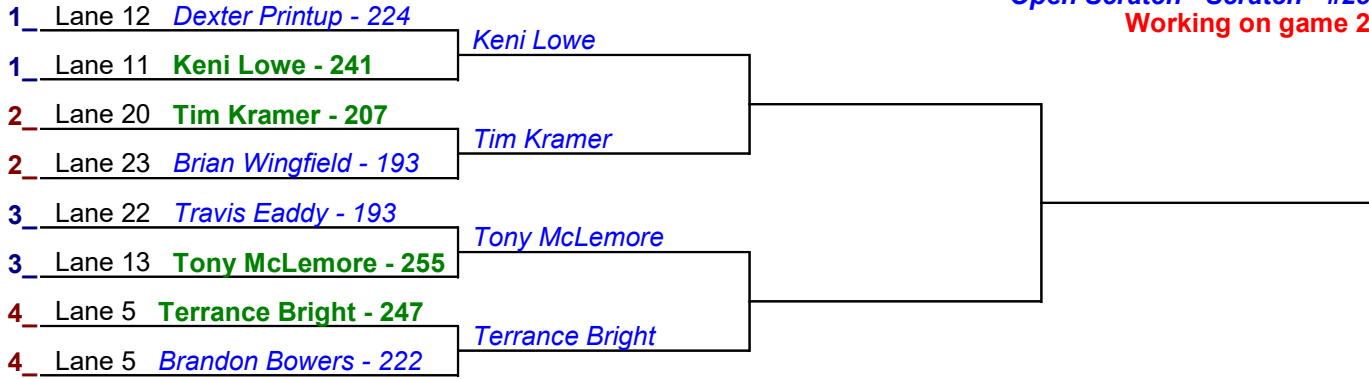 1_ Lane 12 Dexter Printup - 224
Working on game 2
Keni Lowe
1_ Lane 11 Keni Lowe - 241
2_ Lane 20 Tim Kramer - 207
Tim Kramer
2_ Lane 23 Brian Wingfield - 193
3_ Lane 22 Travis Eaddy - 193
Tony McLemore
3_ Lane 13 Tony McLemore - 255
4_ Lane 5 Terrance Bright - 247
Terrance Bright
4_ Lane 5 Brandon Bowers - 222